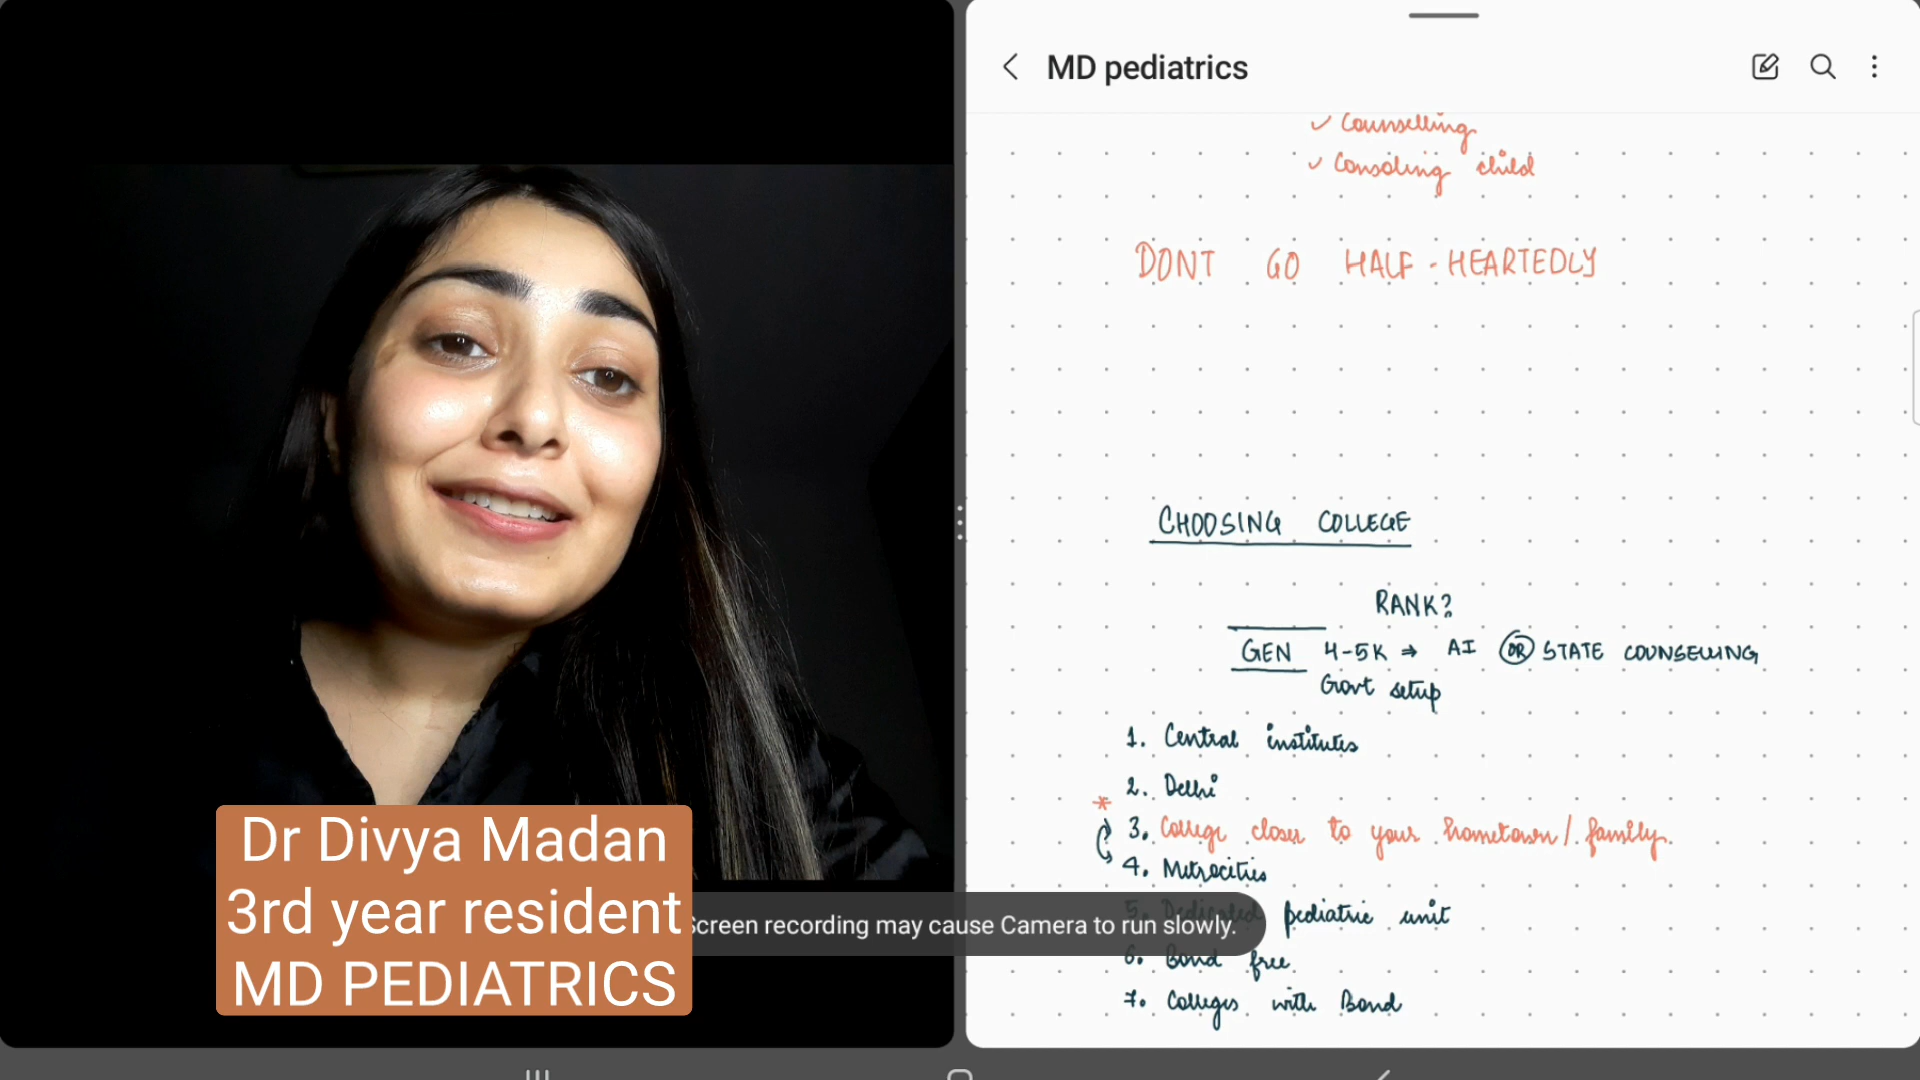 Dr Divya Madan
3rd year resident
MD PEDIATRICS
Screen recording may cause Camera to run slowly.
MD pediatrics
✓ Counselling
✓ Consoling child
DONT GO HALF-HEARTEDLY
CHOOSING COLLEGE
RANK?
GEN 4-5K ⇒ AI OR STATE COUNSELLING
Govt setup
1. Central institutes
2. Delhi
* 3. College closer to your hometown/family
4. Metrocities
5. Dedicated pediatric unit
6. Bond free
7. Colleges with Bond